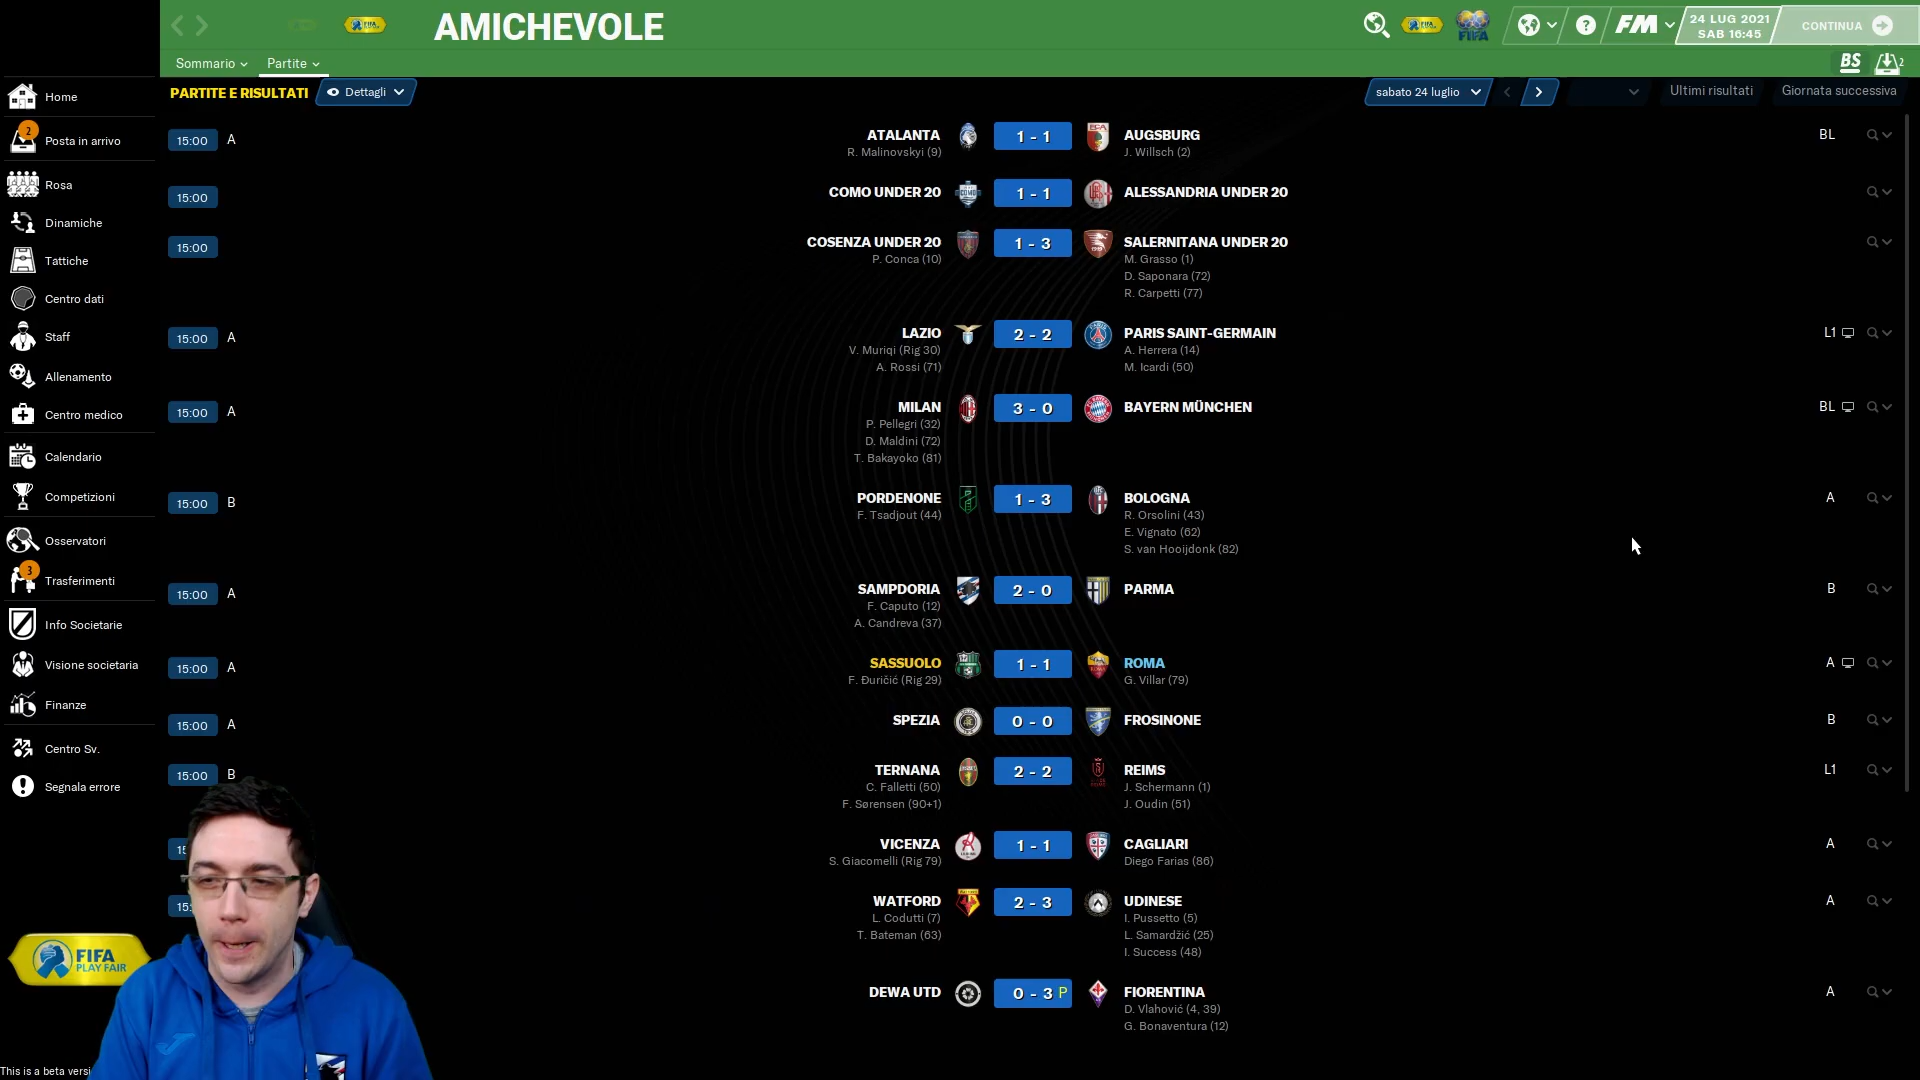 AMICHEVOLE
24 LUG 2021
SAB 16:45
CONTINUA
FM
FIFA
Sommario
Partite
BS
2
PARTITE E RISULTATI
Dettagli
sabato 24 luglio
Ultimi risultati
Giornata successiva
Home
2
Posta in arrivo
Rosa
Dinamiche
Tattiche
Centro dati
Staff
Allenamento
Centro medico
Calendario
Competizioni
Osservatori
3
Trasferimenti
Info Societarie
Visione societaria
Finanze
Centro Sv.
Segnala errore
15:00 A ATALANTA 1 - 1 AUGSBURG BL
R. Malinovskyi (9) J. Willsch (2)
15:00 COMO UNDER 20 1 - 1 ALESSANDRIA UNDER 20
15:00 COSENZA UNDER 20 1 - 3 SALERNITANA UNDER 20
P. Conca (10) M. Grasso (1)
D. Saponara (72)
R. Carpetti (77)
15:00 A LAZIO 2 - 2 PARIS SAINT-GERMAIN L1
V. Muriqi (Rig 30) A. Herrera (14)
A. Rossi (71) M. Icardi (50)
15:00 A MILAN 3 - 0 BAYERN MÜNCHEN BL
P. Pellegri (32)
D. Maldini (72)
T. Bakayoko (81)
15:00 B PORDENONE 1 - 3 BOLOGNA A
F. Tsadjout (44) R. Orsolini (43)
E. Vignato (62)
S. van Hooijdonk (82)
15:00 A SAMPDORIA 2 - 0 PARMA B
F. Caputo (12)
A. Candreva (37)
15:00 A SASSUOLO 1 - 1 ROMA A
F. Đuričić (Rig 29) G. Villar (79)
15:00 A SPEZIA 0 - 0 FROSINONE B
15:00 B TERNANA 2 - 2 REIMS L1
C. Falletti (50) J. Schermann (1)
F. Sørensen (90+1) J. Oudin (51)
15 VICENZA 1 - 1 CAGLIARI A
S. Giacomelli (Rig 79) Diego Farias (86)
15: WATFORD 2 - 3 UDINESE A
L. Codutti (7) I. Pussetto (5)
T. Bateman (63) L. Samardžić (25)
I. Success (48)
DEWA UTD 0 - 3 P FIORENTINA A
D. Vlahović (4, 39)
G. Bonaventura (12)
FIFA
PLAY FAIR
This is a beta versi